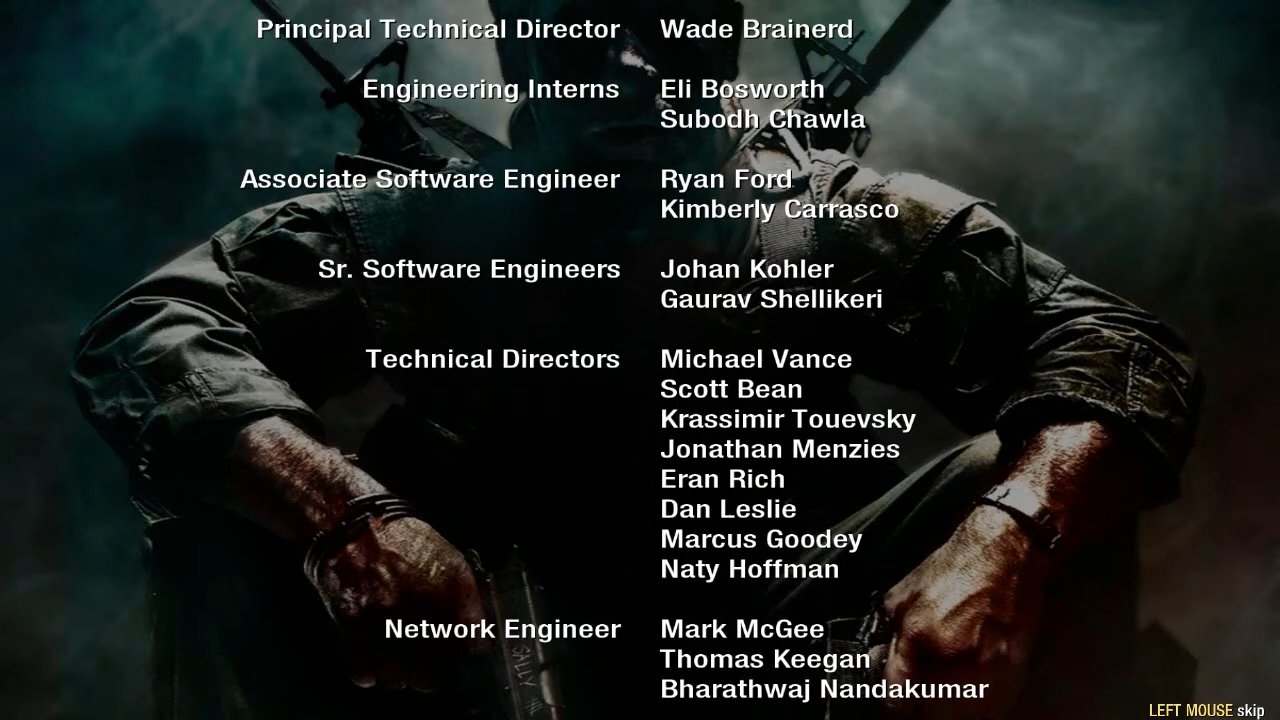 Principal Technical Director Wade Brainerd
Engineering Interns Eli Bosworth
Subodh Chawla
Associate Software Engineer Ryan Ford
Kimberly Carrasco
Sr. Software Engineers Johan Kohler
Gaurav Shellikeri
Technical Directors Michael Vance
Scott Bean
Krassimir Touevsky
Jonathan Menzies
Eran Rich
Dan Leslie
Marcus Goodey
Naty Hoffman
Network Engineer Mark McGee
Thomas Keegan
Bharathwaj Nandakumar
SALLY
LEFT MOUSE skip